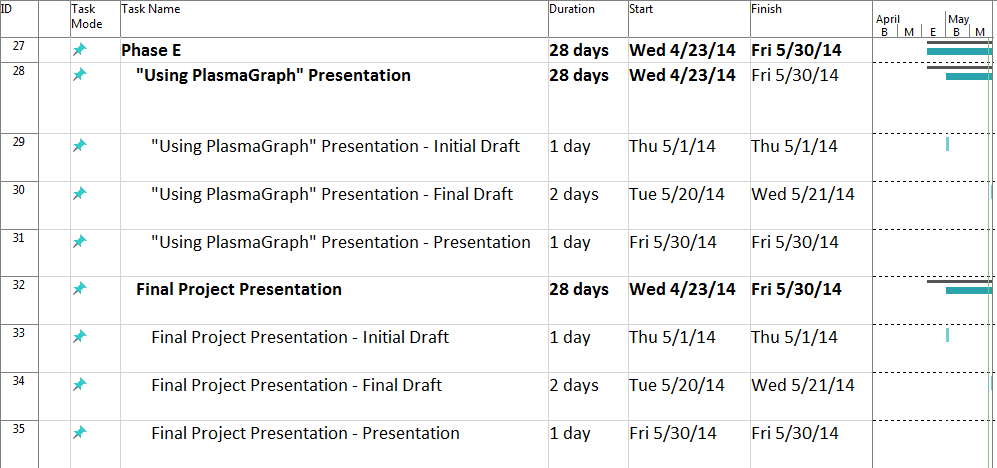 ID Task Mode Task Name Duration Start Finish
April May
B M E B M
27 Phase E 28 days Wed 4/23/14 Fri 5/30/14
28 "Using PlasmaGraph" Presentation 28 days Wed 4/23/14 Fri 5/30/14
29 "Using PlasmaGraph" Presentation - Initial Draft 1 day Thu 5/1/14 Thu 5/1/14
30 "Using PlasmaGraph" Presentation - Final Draft 2 days Tue 5/20/14 Wed 5/21/14
31 "Using PlasmaGraph" Presentation - Presentation 1 day Fri 5/30/14 Fri 5/30/14
32 Final Project Presentation 28 days Wed 4/23/14 Fri 5/30/14
33 Final Project Presentation - Initial Draft 1 day Thu 5/1/14 Thu 5/1/14
34 Final Project Presentation - Final Draft 2 days Tue 5/20/14 Wed 5/21/14
35 Final Project Presentation - Presentation 1 day Fri 5/30/14 Fri 5/30/14